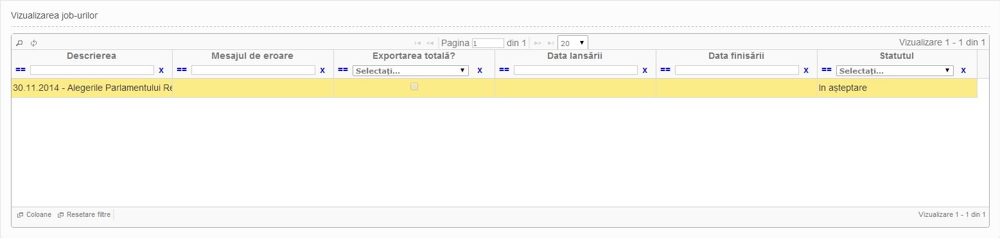 Vizualizarea job-urilor
Pagina 1 din 1 20 Vizualizare 1 - 1 din 1
Descrierea Mesajul de eroare Exportarea totală? Data lansării Data finisării Statutul
== x == x == Selectați... x == x == x == Selectați... x
30.11.2014 - Alegerile Parlamentului Re In așteptare
Coloane Resetare filtre Vizualizare 1 - 1 din 1